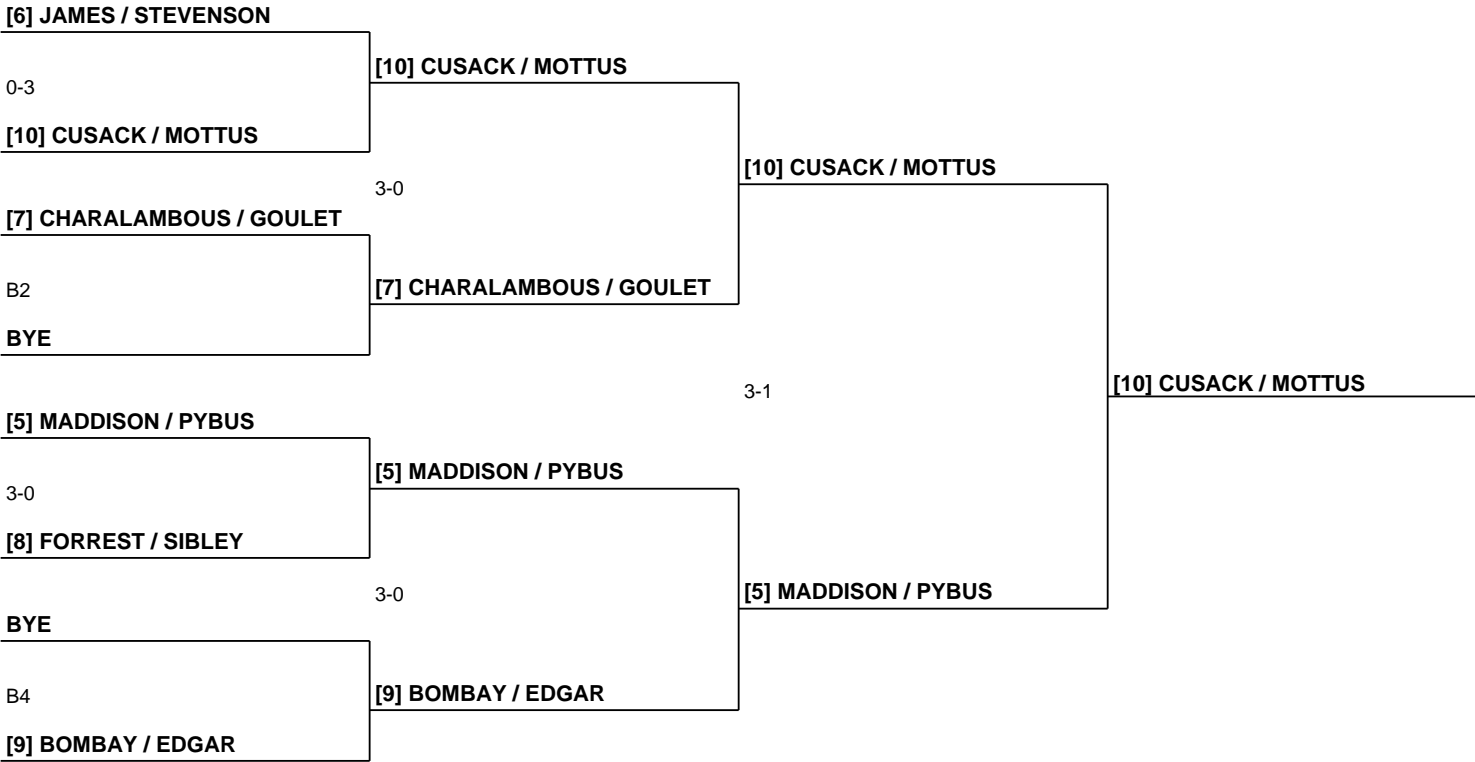 [6] JAMES / STEVENSON
[10] CUSACK / MOTTUS
0-3
[10] CUSACK / MOTTUS
[10] CUSACK / MOTTUS
3-0
[7] CHARALAMBOUS / GOULET
B2
[7] CHARALAMBOUS / GOULET
BYE
3-1
[10] CUSACK / MOTTUS
[5] MADDISON / PYBUS
[5] MADDISON / PYBUS
3-0
[8] FORREST / SIBLEY
3-0
[5] MADDISON / PYBUS
BYE
B4
[9] BOMBAY / EDGAR
[9] BOMBAY / EDGAR